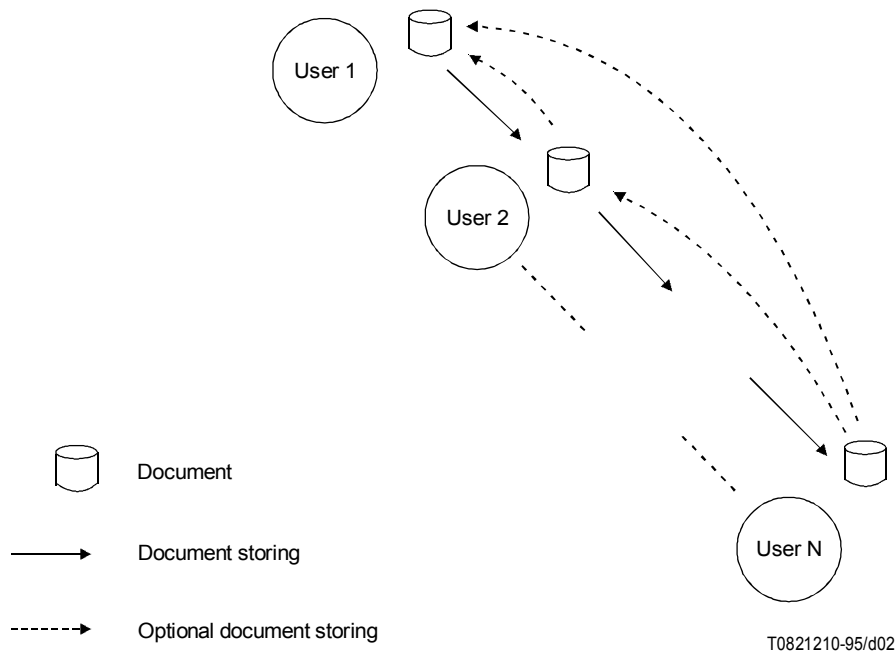 User 1
User 2
User N
Document
Document storing
Optional document storing
T0821210-95/d02